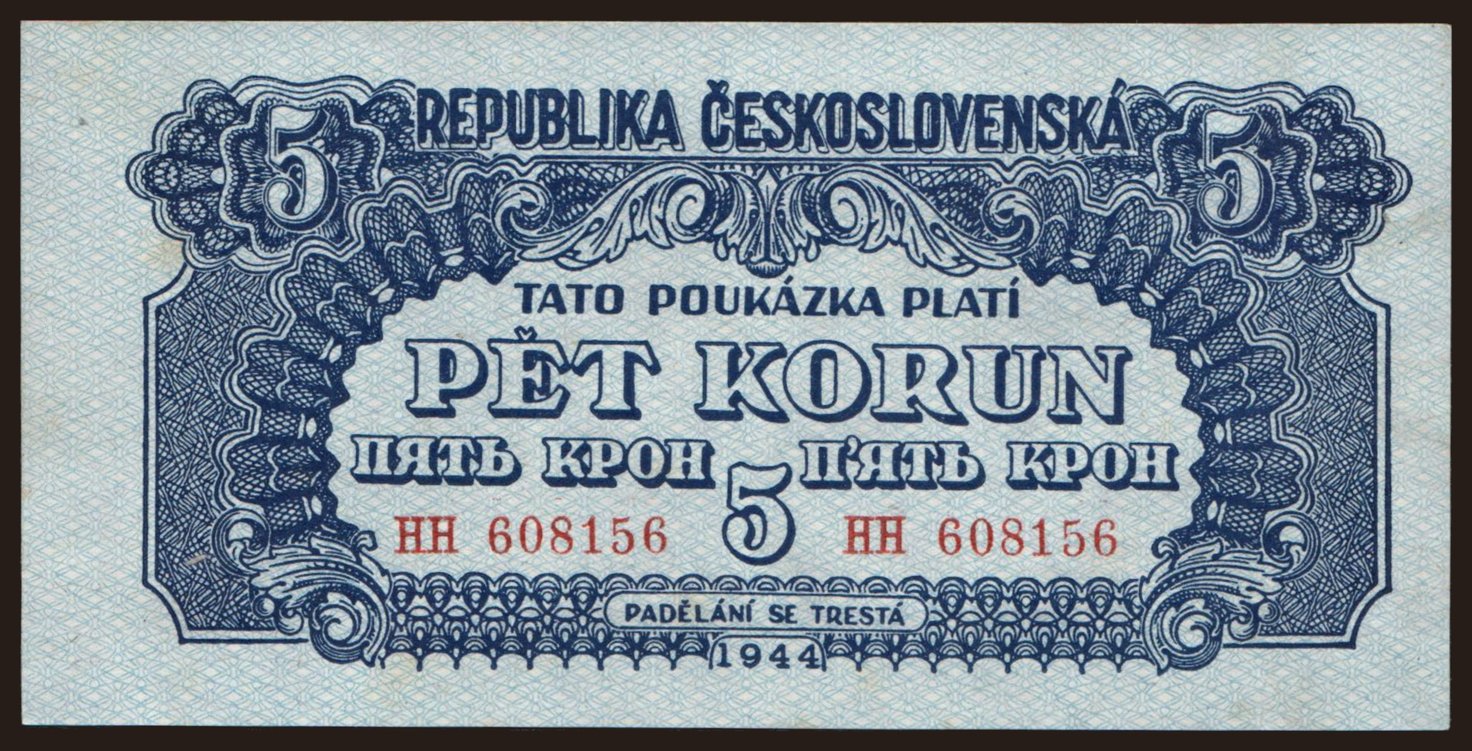 5 REPUBLIKA ČESKOSLOVENSKÁ 5
TATO POUKÁZKA PLATÍ
PĚT KORUN
ПЯТЬ КРОН 5 П'ЯТЬ КРОН
НН 608156 НН 608156
PADĚLÁNÍ SE TRESTÁ
1944